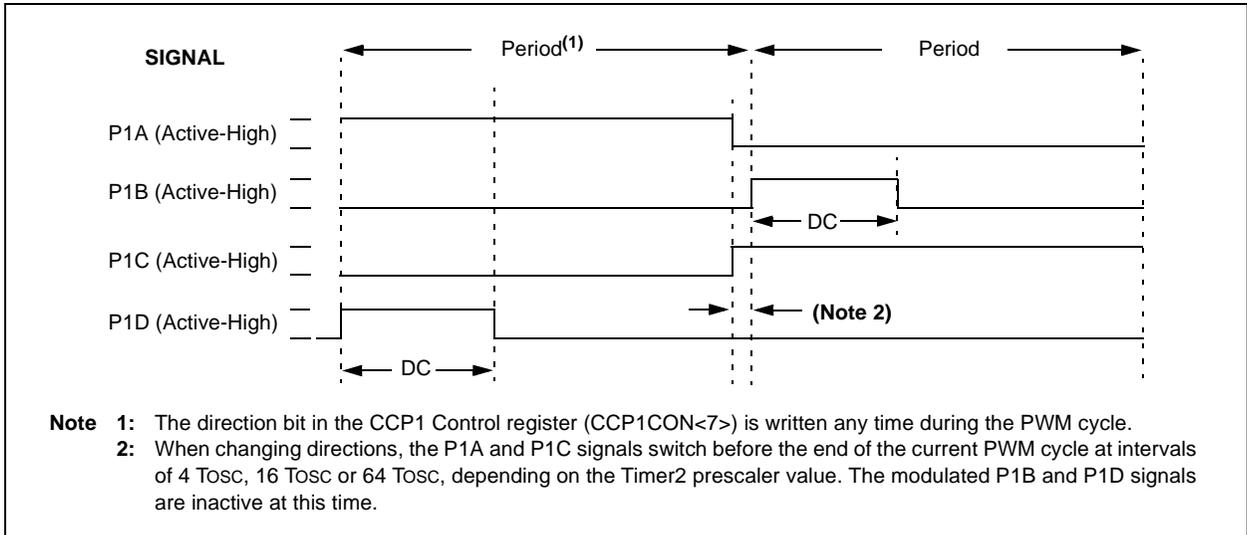 SIGNAL
Period(1)
Period
P1A (Active-High)
P1B (Active-High)
DC
P1C (Active-High)
P1D (Active-High)
(Note 2)
DC
Note 1: The direction bit in the CCP1 Control register (CCP1CON<7>) is written any time during the PWM cycle.
2: When changing directions, the P1A and P1C signals switch before the end of the current PWM cycle at intervals
of 4 TOSC, 16 TOSC or 64 TOSC, depending on the Timer2 prescaler value. The modulated P1B and P1D signals
are inactive at this time.